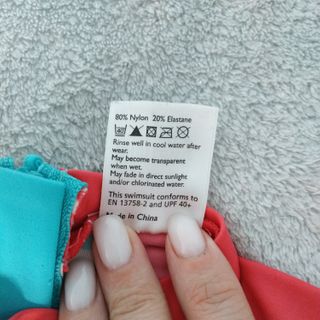 80% Nylon 20% Elastane
Rinse well in cool water after
wear.
May become transparent
when wet.
May fade in direct sunlight
and/or chlorinated water.
This swimsuit conforms to
EN 13758-2 and UPF 40+
Made in China